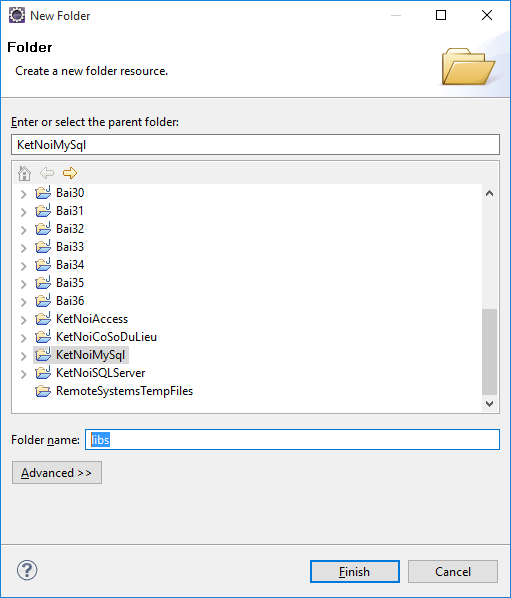 New Folder
Folder
Create a new folder resource.
Enter or select the parent folder:
KetNoiMySql
Bai30
Bai31
Bai32
Bai33
Bai34
Bai35
Bai36
KetNoiAccess
KetNoiCoSoDuLieu
KetNoiMySql
KetNoiSQLServer
RemoteSystemsTempFiles
Folder name: libs
Advanced >>
? Finish Cancel